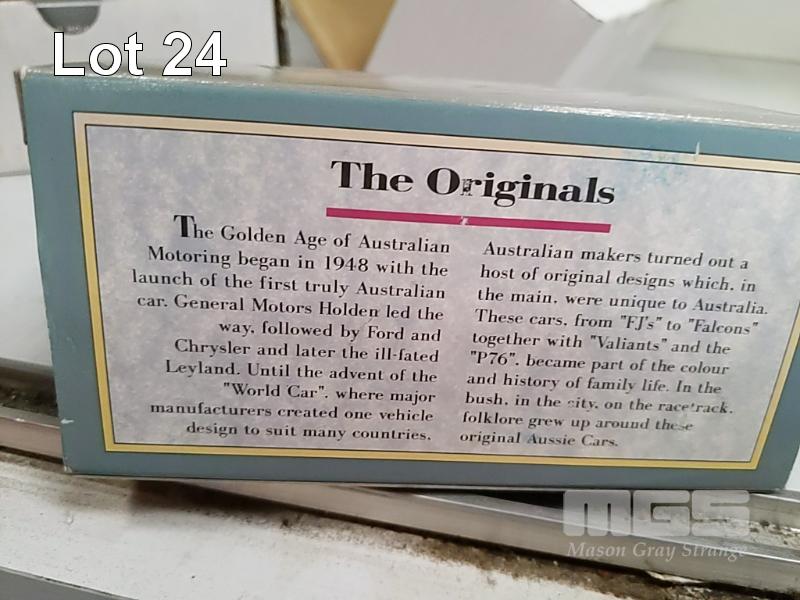 Lot 24
The Originals
The Golden Age of Australian
Motoring began in 1948 with the
launch of the first truly Australian
car. General Motors Holden led the
way, followed by Ford and
Chrysler and later the ill-fated
Leyland. Until the advent of the
"World Car", where major
manufacturers created one vehicle
design to suit many countries.
Australian makers turned out a
host of original designs which, in
the main, were unique to Australia.
These cars, from "FJ's" to "Falcons"
together with "Valiants" and the
"P76", became part of the colour
and history of family life. In the
bush, in the city, on the racetrack,
folklore grew up around these
original Aussie Cars.
MGS
Mason Gray Strange